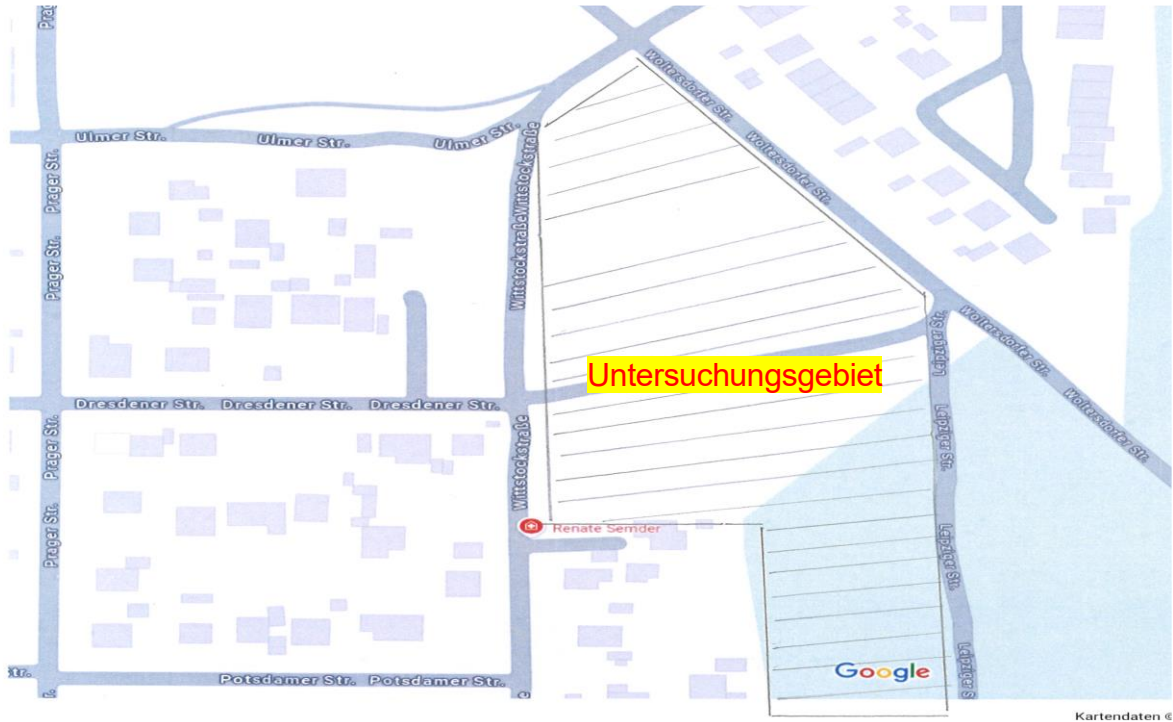 Woltersdorfer Str.
Ulmer Str.
Ulmer Str.
Ulmer Str.
Woltersdorfer Str.
Prager Str.
Wittstockstraße
Wittstockstraße
Prager Str.
Leipziger Str.
Woltersdorfer Str.
Untersuchungsgebiet
Dresdener Str.
Dresdener Str.
Dresdener Str.
Woltersdorfer Str.
Prager Str.
Wittstockstraße
Leipziger Str.
Renate Semder
Prager Str.
Leipziger Str.
Leipziger S
Str.
Potsdamer Str.
Potsdamer Str.
Google
Kartendaten ©